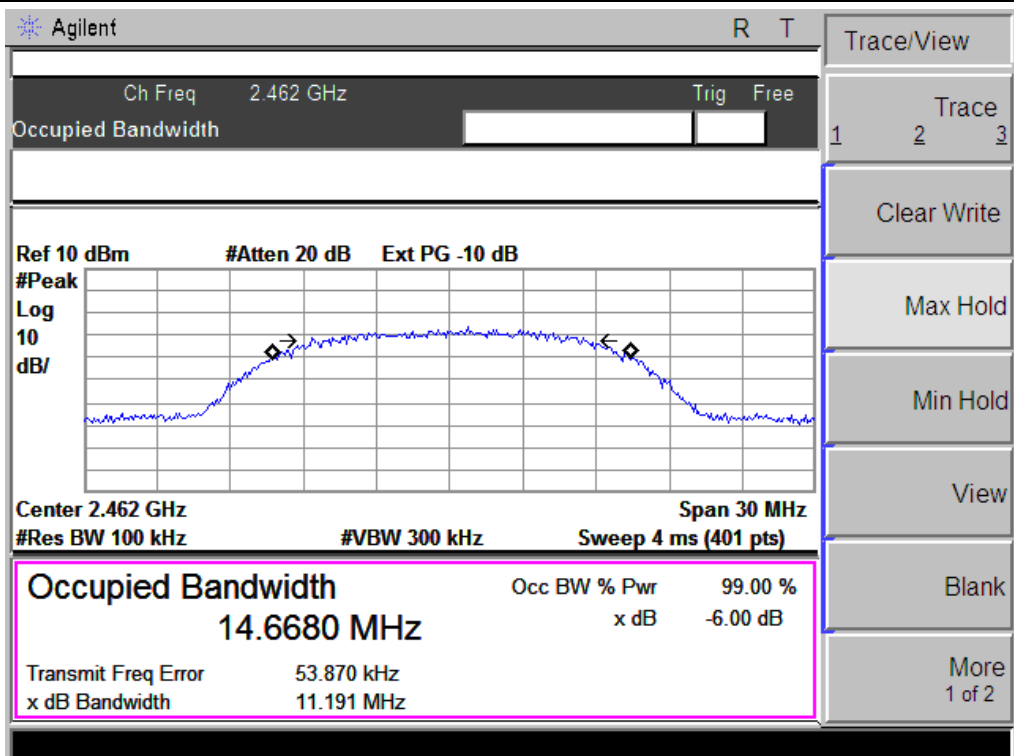 Agilent R T
Trace/View
Ch Freq 2.462 GHz Trig Free
Occupied Bandwidth
Trace
1 2 3
Clear Write
Ref 10 dBm #Atten 20 dB Ext PG -10 dB
#Peak
Log
10
dB/
Max Hold
Min Hold
View
Center 2.462 GHz Span 30 MHz
#Res BW 100 kHz #VBW 300 kHz Sweep 4 ms (401 pts)
Occupied Bandwidth
14.6680 MHz
Occ BW % Pwr 99.00 %
x dB -6.00 dB
Transmit Freq Error 53.870 kHz
x dB Bandwidth 11.191 MHz
Blank
More
1 of 2